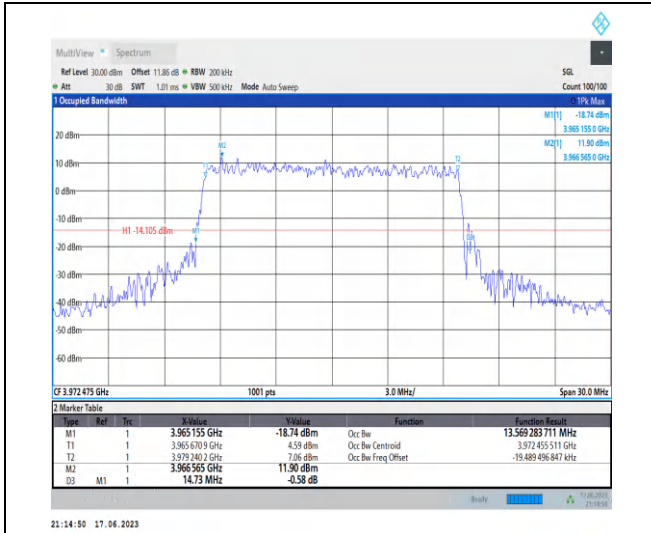 MultiView Spectrum
Ref Level 30.00 dBm Offset 11.86 dB RBW 200 kHz SGL
Att 30 dB SWT 1.01 ms VBW 500 kHz Mode Auto Sweep Count 100/100
1 Occupied Bandwidth 1Pk Max
M1[1] -18.74 dBm
3.965 155 0 GHz
M2[1] 11.90 dBm
3.966 565 0 GHz
20 dBm
M2
10 dBm
T1
T2
0 dBm
-10 dBm
H1 -14.105 dBm
M1
-20 dBm
-30 dBm
-40 dBm
-50 dBm
-60 dBm
CF 3.972 475 GHz 1001 pts 3.0 MHz/ Span 30.0 MHz
2 Marker Table
Type Ref Trc X-Value Y-Value Function Function Result
M1 1 3.965 155 GHz -18.74 dBm Occ Bw 13.569 283 711 MHz
T1 1 3.965 670 9 GHz 4.59 dBm Occ Bw Centroid 3.972 455 511 GHz
T2 1 3.979 240 2 GHz 7.06 dBm Occ Bw Freq Offset -19.489 496 847 kHz
M2 1 3.966 565 GHz 11.90 dBm
D3 M1 1 14.73 MHz -0.58 dB
Ready 17.06.2023
21:14:50
21:14:50 17.06.2023